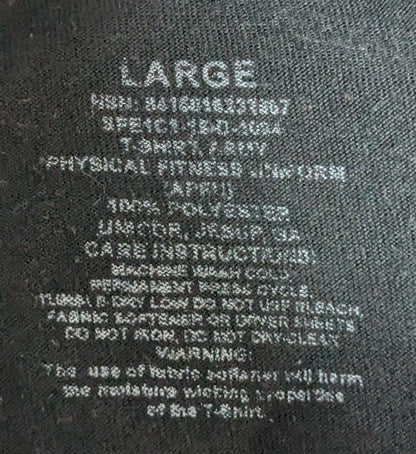 LARGE
NSN:
T-SHIRT, ARMY
PHYSICAL FITNESS UNIFORM
(APFU)
100% POLYESTER
UNICOR, JESUP, GA
CARE INSTRUCTIONS:
MACHINE WASH COLD,
PERMANENT PRESS CYCLE,
TUMBLE DRY LOW DO NOT USE BLEACH,
FABRIC SOFTENER OR DRYER SHEETS
DO NOT IRON, DO NOT DRY-CLEAN
WARNING:
The use of fabric softener will harm
the moisture wicking properties
of the T-Shirt.